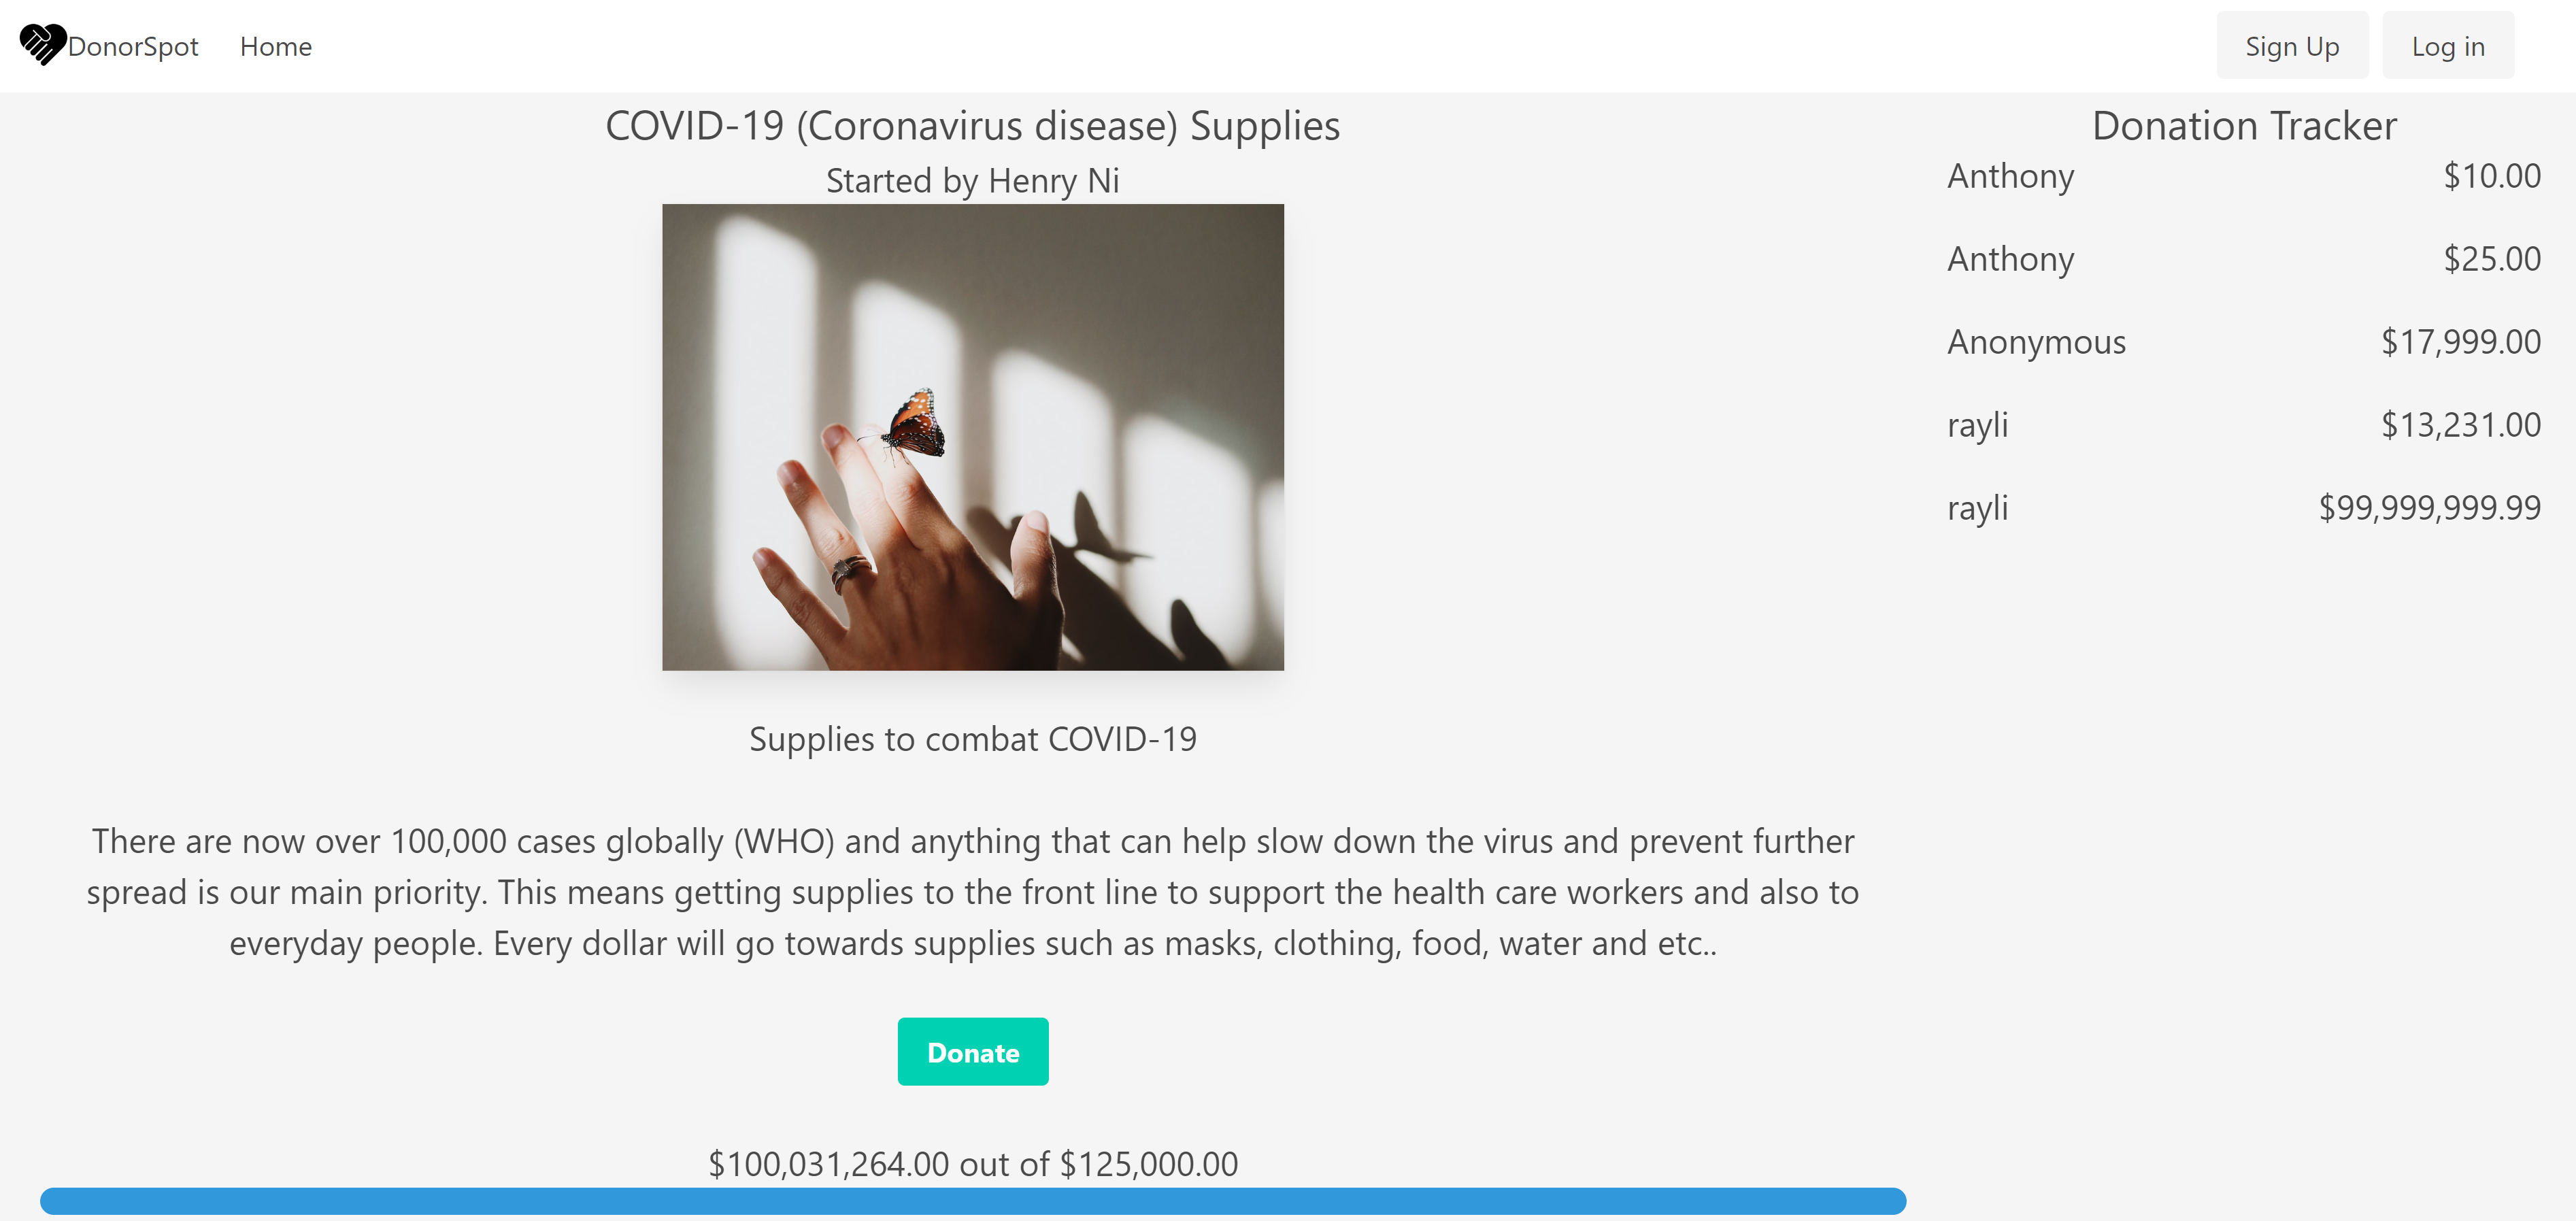 DonorSpot Home Sign Up Log in
COVID-19 (Coronavirus disease) Supplies
Started by Henry Ni
Supplies to combat COVID-19
There are now over 100,000 cases globally (WHO) and anything that can help slow down the virus and prevent further
spread is our main priority. This means getting supplies to the front line to support the health care workers and also to
everyday people. Every dollar will go towards supplies such as masks, clothing, food, water and etc..
Donate
$100,031,264.00 out of $125,000.00
Donation Tracker
Anthony $10.00
Anthony $25.00
Anonymous $17,999.00
rayli $13,231.00
rayli $99,999,999.99